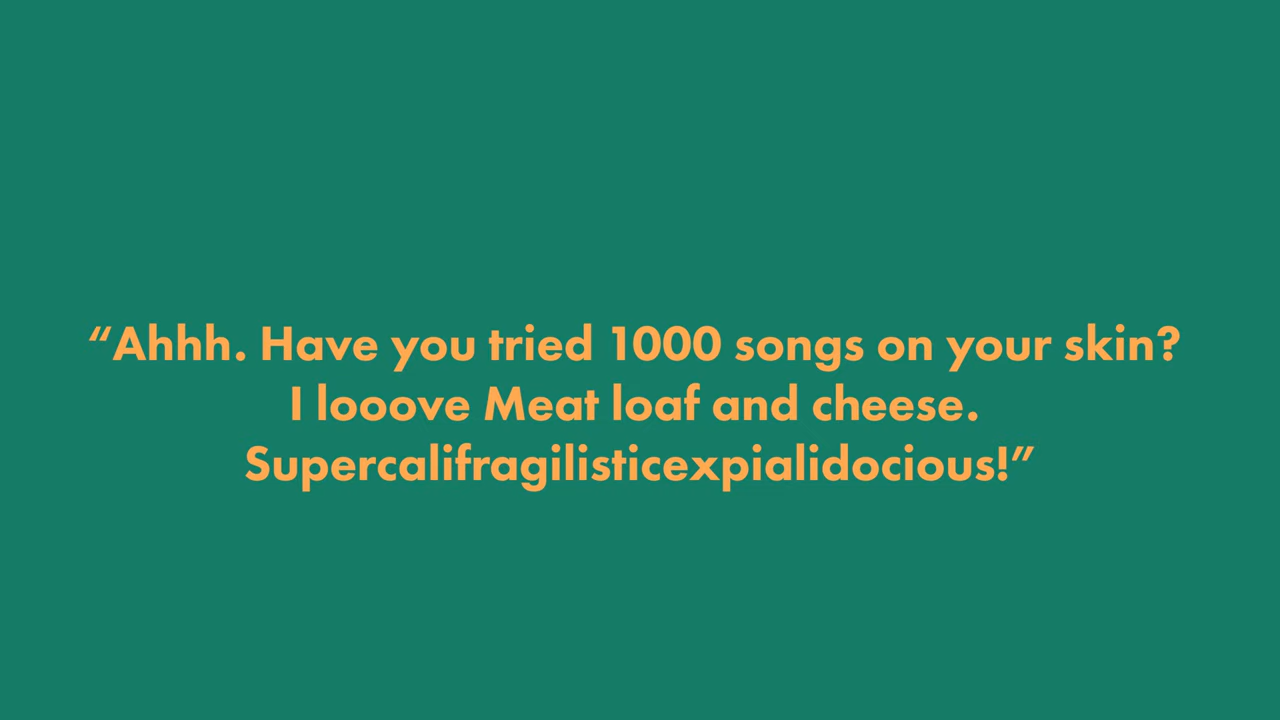 “Ahhh. Have you tried 1000 songs on your skin?
I looove Meat loaf and cheese.
Supercalifragilisticexpialidocious!”